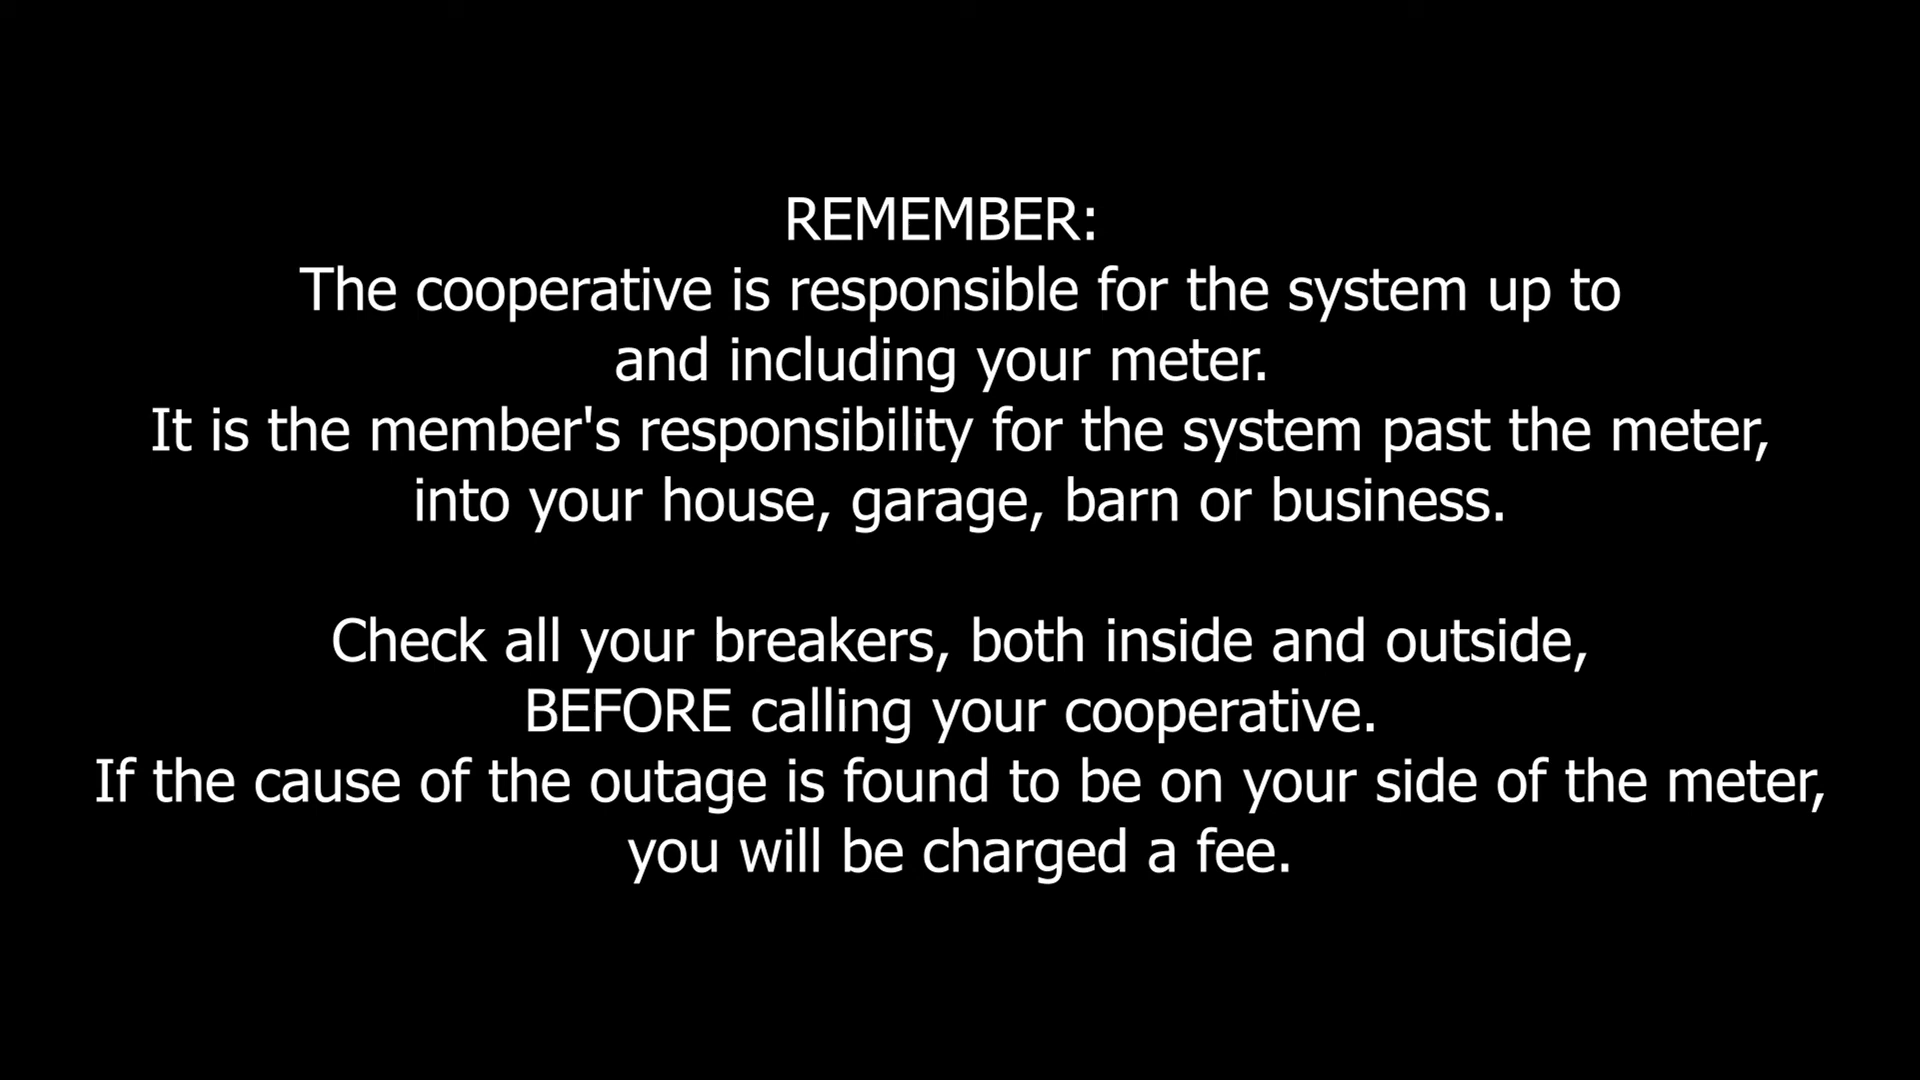 REMEMBER:
The cooperative is responsible for the system up to
and including your meter.
It is the member's responsibility for the system past the meter,
into your house, garage, barn or business.
Check all your breakers, both inside and outside,
BEFORE calling your cooperative.
If the cause of the outage is found to be on your side of the meter,
you will be charged a fee.